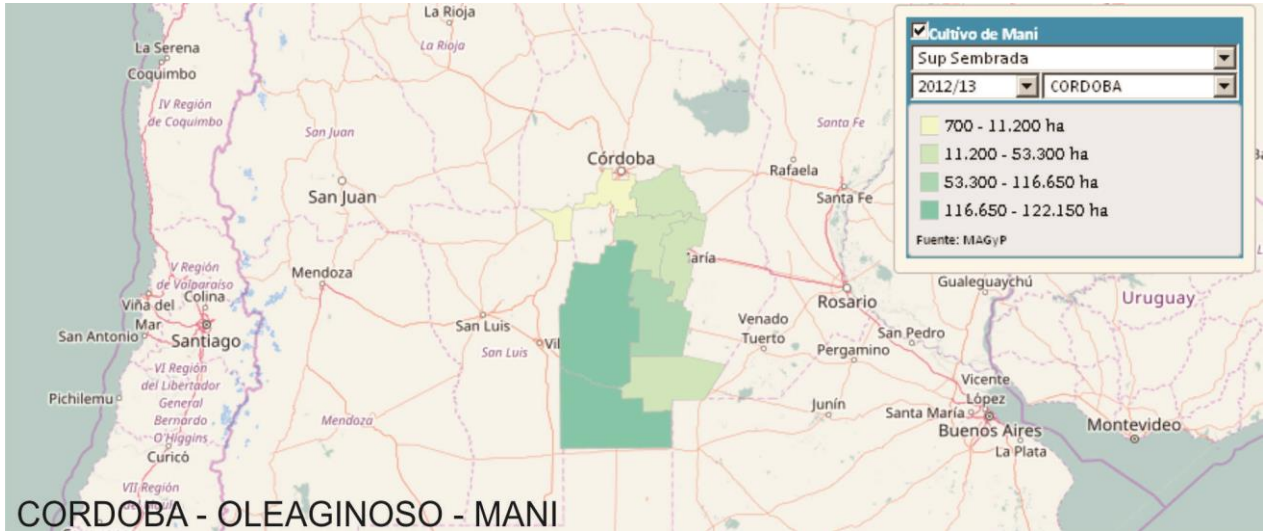 La Rioja
La Rioja
La Serena
Coquimbo
IV Región
de Coquimbo
San Juan
San Juan
Córdoba
Santa Fe
Rafaela
Santa Fe
aría
V Región
de Valparaíso
Mendoza
Viña del
Mar
Colina
San Antonio
Santiago
San Luis
San Luis
Vil
Rosario
Gualeguaychú
Uruguay
Venado
Tuerto
San Pedro
Pergamino
VI Región
del Libertador
General
Bernardo
O'Higgins
Pichilemu
Curicó
Mendoza
Junín
Vicente
López
Santa María
Buenos Aires
La Plata
Montevideo
VII Región
Cultivo de Mani
Sup Sembrada
2012/13 CORDOBA
700 - 11.200 ha
11.200 - 53.300 ha
53.300 - 116.650 ha
116.650 - 122.150 ha
Fuente: MAGyP
CORDOBA - OLEAGINOSO - MANI